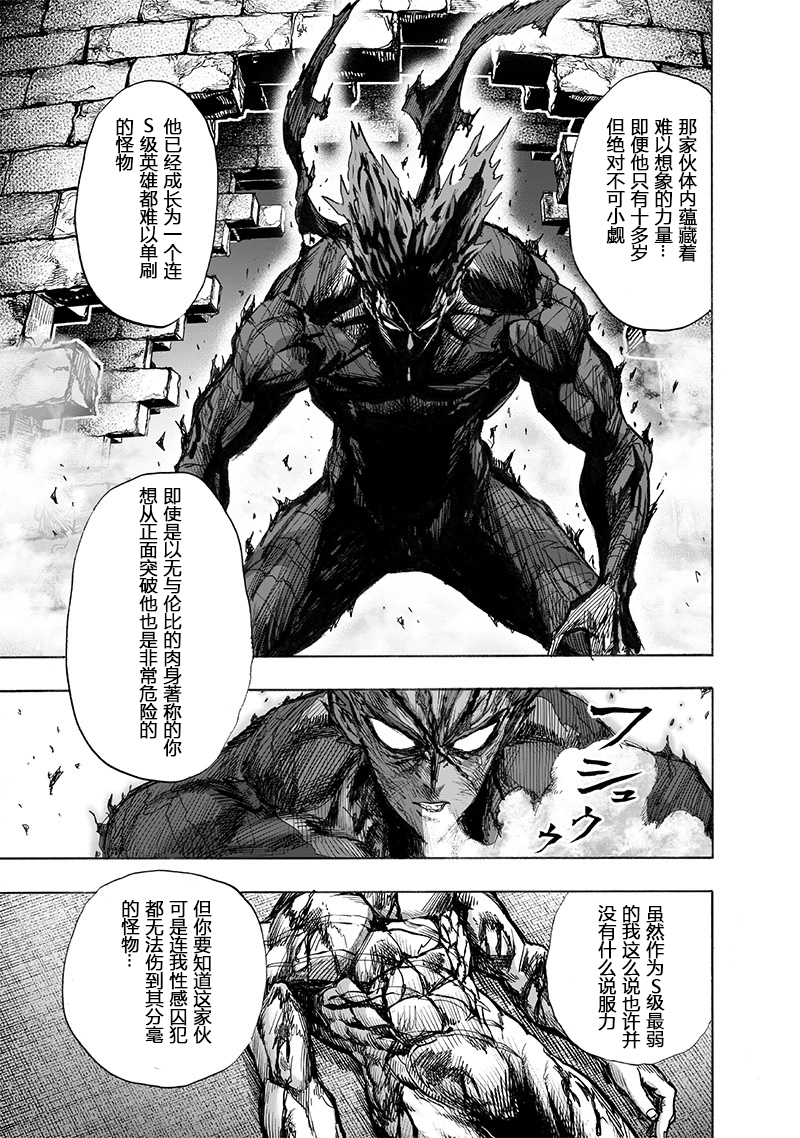 那家伙体内蕴藏着
难以想象的力量…
即便他只有十多岁
但绝对不可小觑
他已经成长为一个连
S级英雄都难以单刷
的怪物
即使是以无与伦比的肉身著称的你
想从正面突破他也是非常危险的
フシュゥゥ
虽然作为S级最弱
的我这么说也许并
没有什么说服力
但你要知道这家伙
可是连我性感囚犯
都无法伤到其分毫
的怪物…